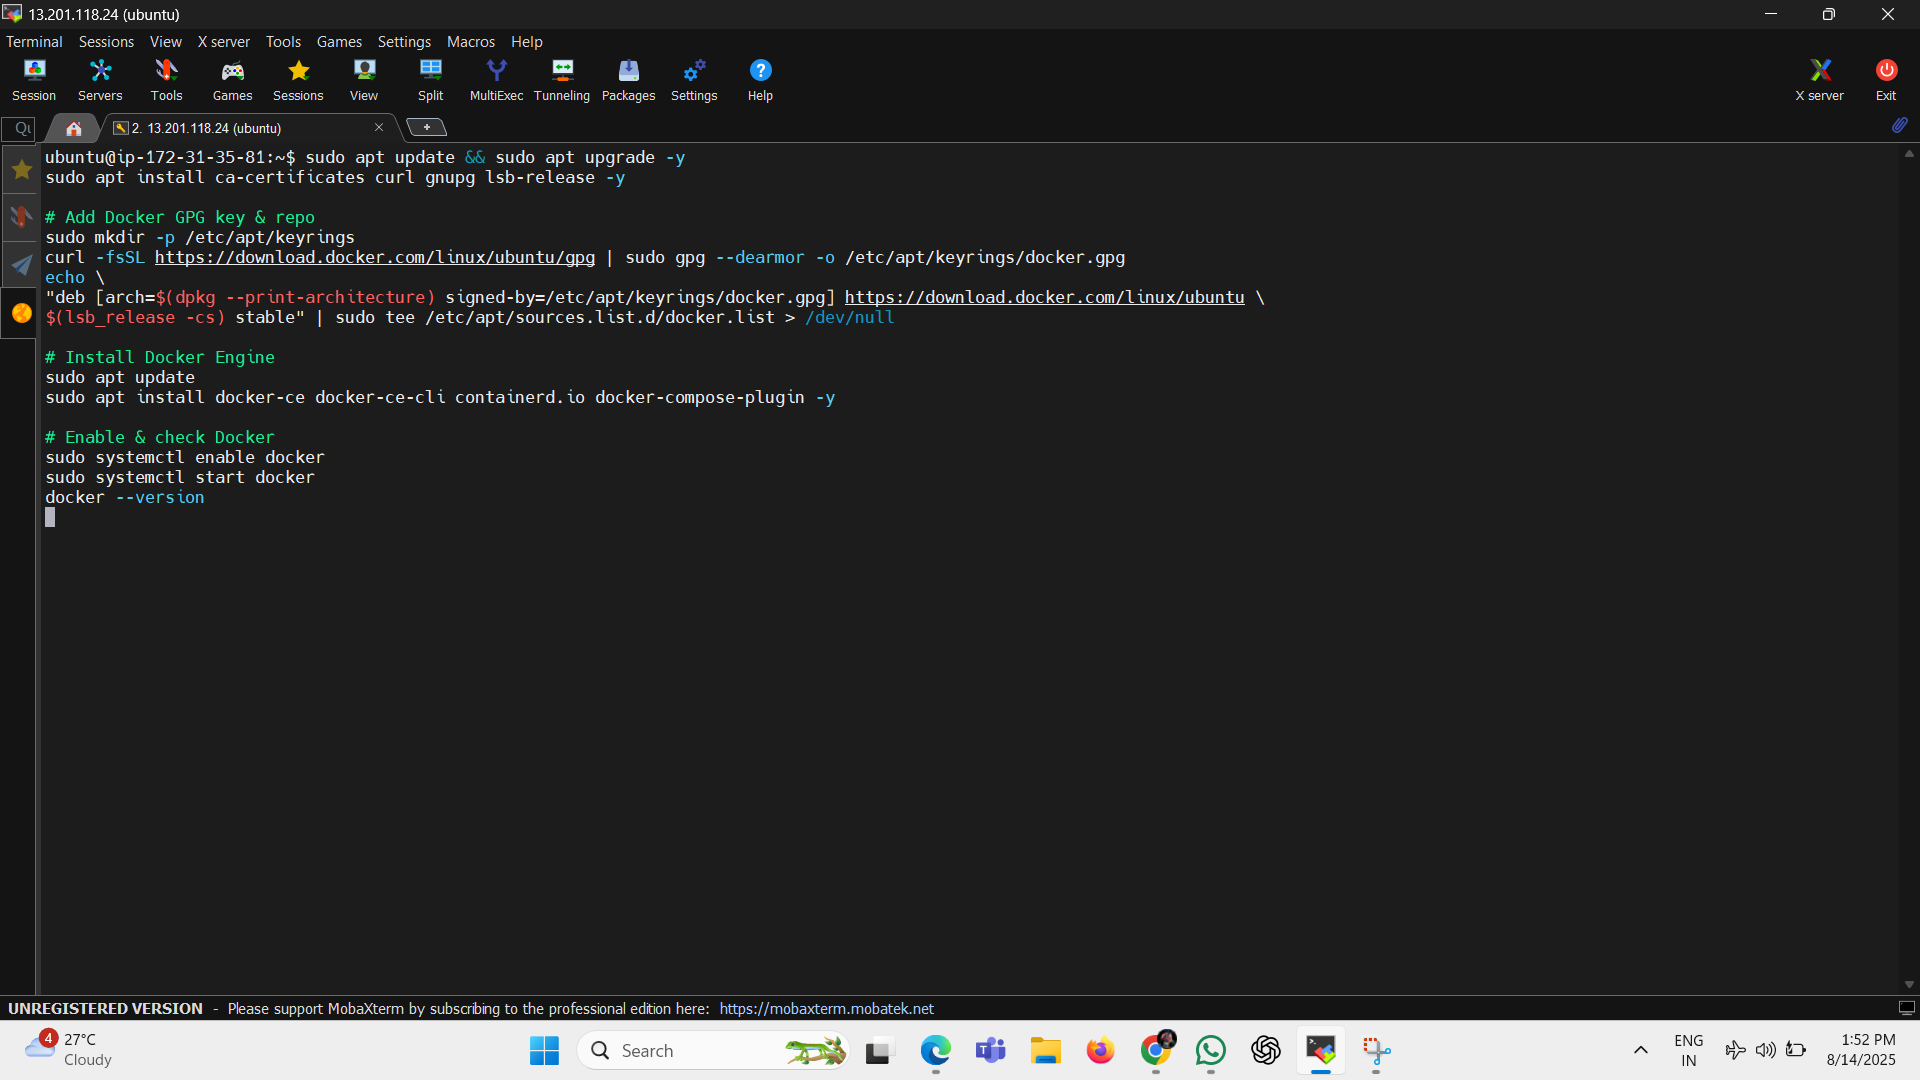 13.201.118.24 (ubuntu)
Terminal Sessions View X server Tools Games Settings Macros Help
Session Servers Tools Games Sessions View Split MultiExec Tunneling Packages Settings Help X server Exit
2. 13.201.118.24 (ubuntu)
ubuntu@ip-172-31-35-81:~$ sudo apt update && sudo apt upgrade -y
sudo apt install ca-certificates curl gnupg lsb-release -y
# Add Docker GPG key & repo
sudo mkdir -p /etc/apt/keyrings
curl -fsSL https://download.docker.com/linux/ubuntu/gpg | sudo gpg --dearmor -o /etc/apt/keyrings/docker.gpg
echo \
"deb [arch=$(dpkg --print-architecture) signed-by=/etc/apt/keyrings/docker.gpg] https://download.docker.com/linux/ubuntu \
$(lsb_release -cs) stable" | sudo tee /etc/apt/sources.list.d/docker.list > /dev/null
# Install Docker Engine
sudo apt update
sudo apt install docker-ce docker-ce-cli containerd.io docker-compose-plugin -y
# Enable & check Docker
sudo systemctl enable docker
sudo systemctl start docker
docker --version
UNREGISTERED VERSION - Please support MobaXterm by subscribing to the professional edition here: https://mobaxterm.mobatek.net
4
27°C
Cloudy
Search
ENG
IN
1:52 PM
8/14/2025